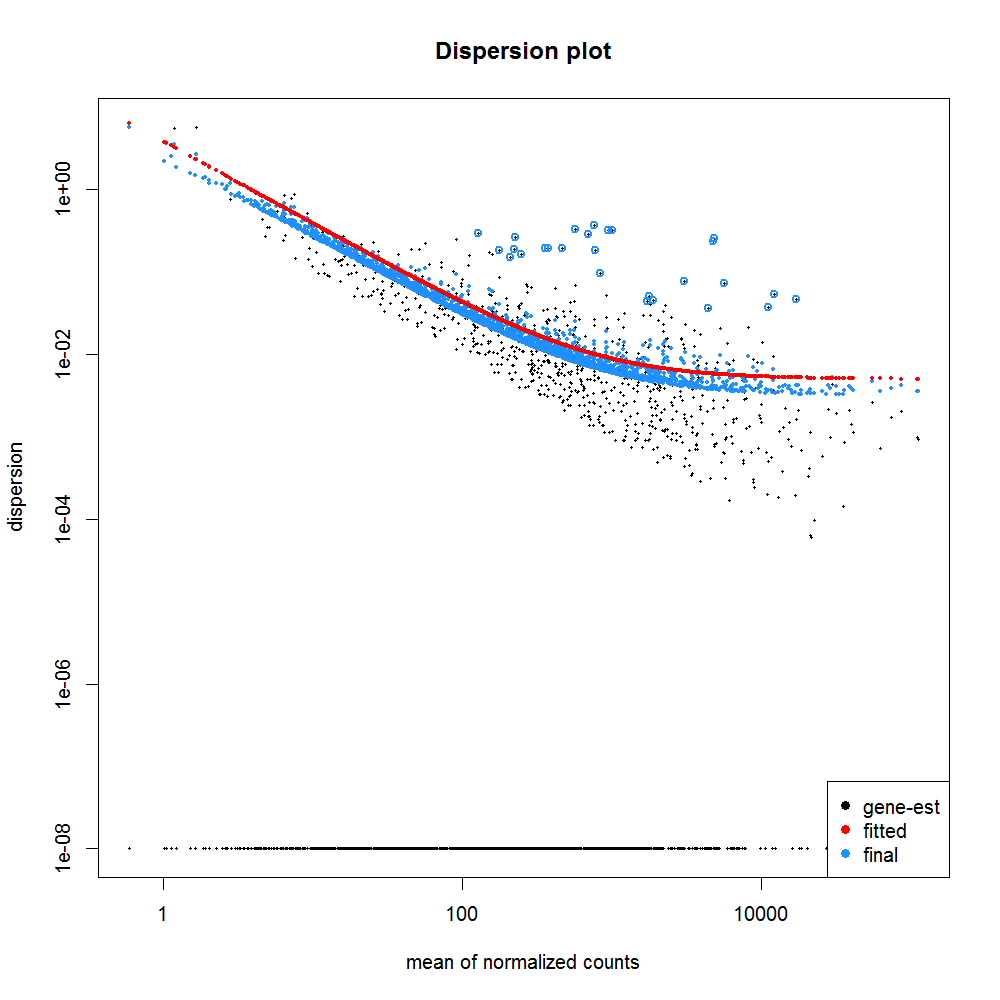 Dispersion plot
dispersion
1e+00
1e-02
1e-04
1e-06
1e-08
gene-est
fitted
final
1
100
10000
mean of normalized counts